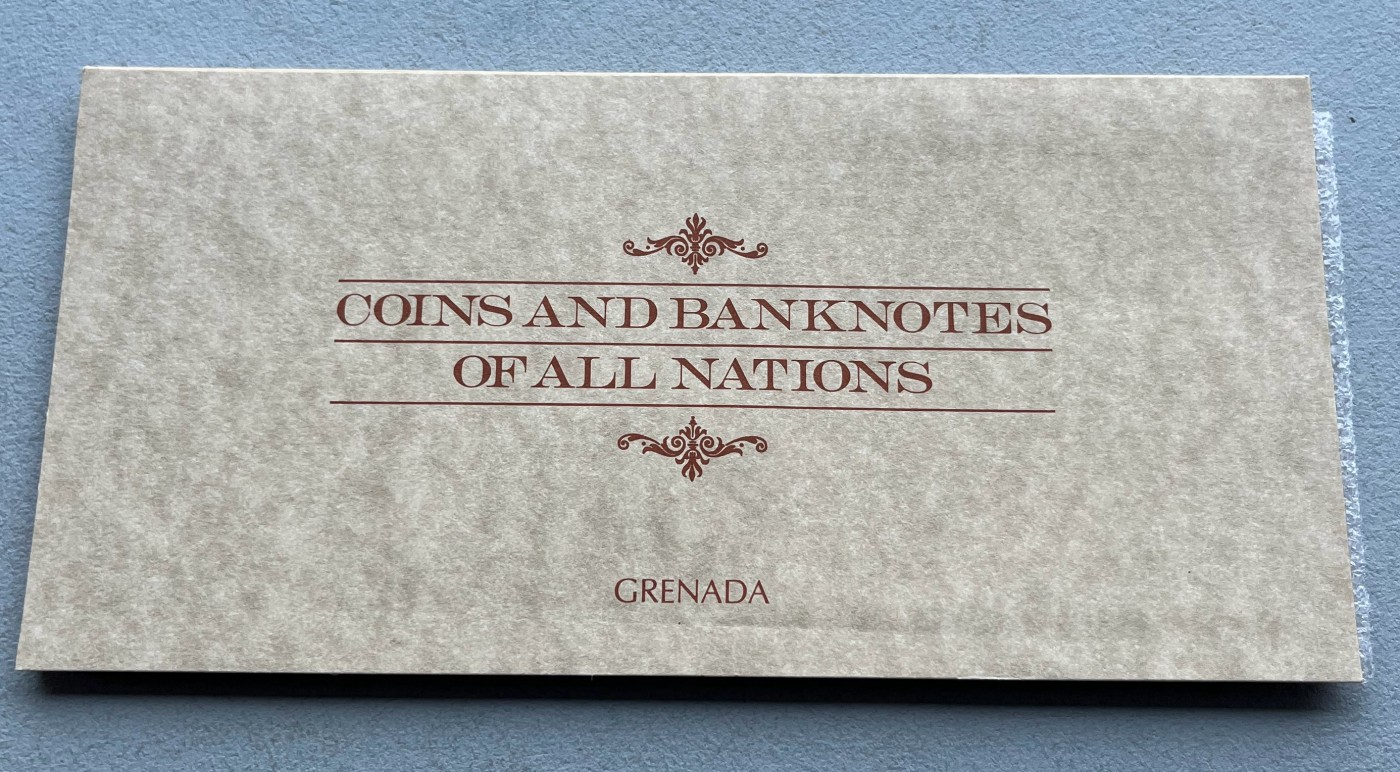 COINS AND BANKNOTES
OF ALL NATIONS
GRENADA